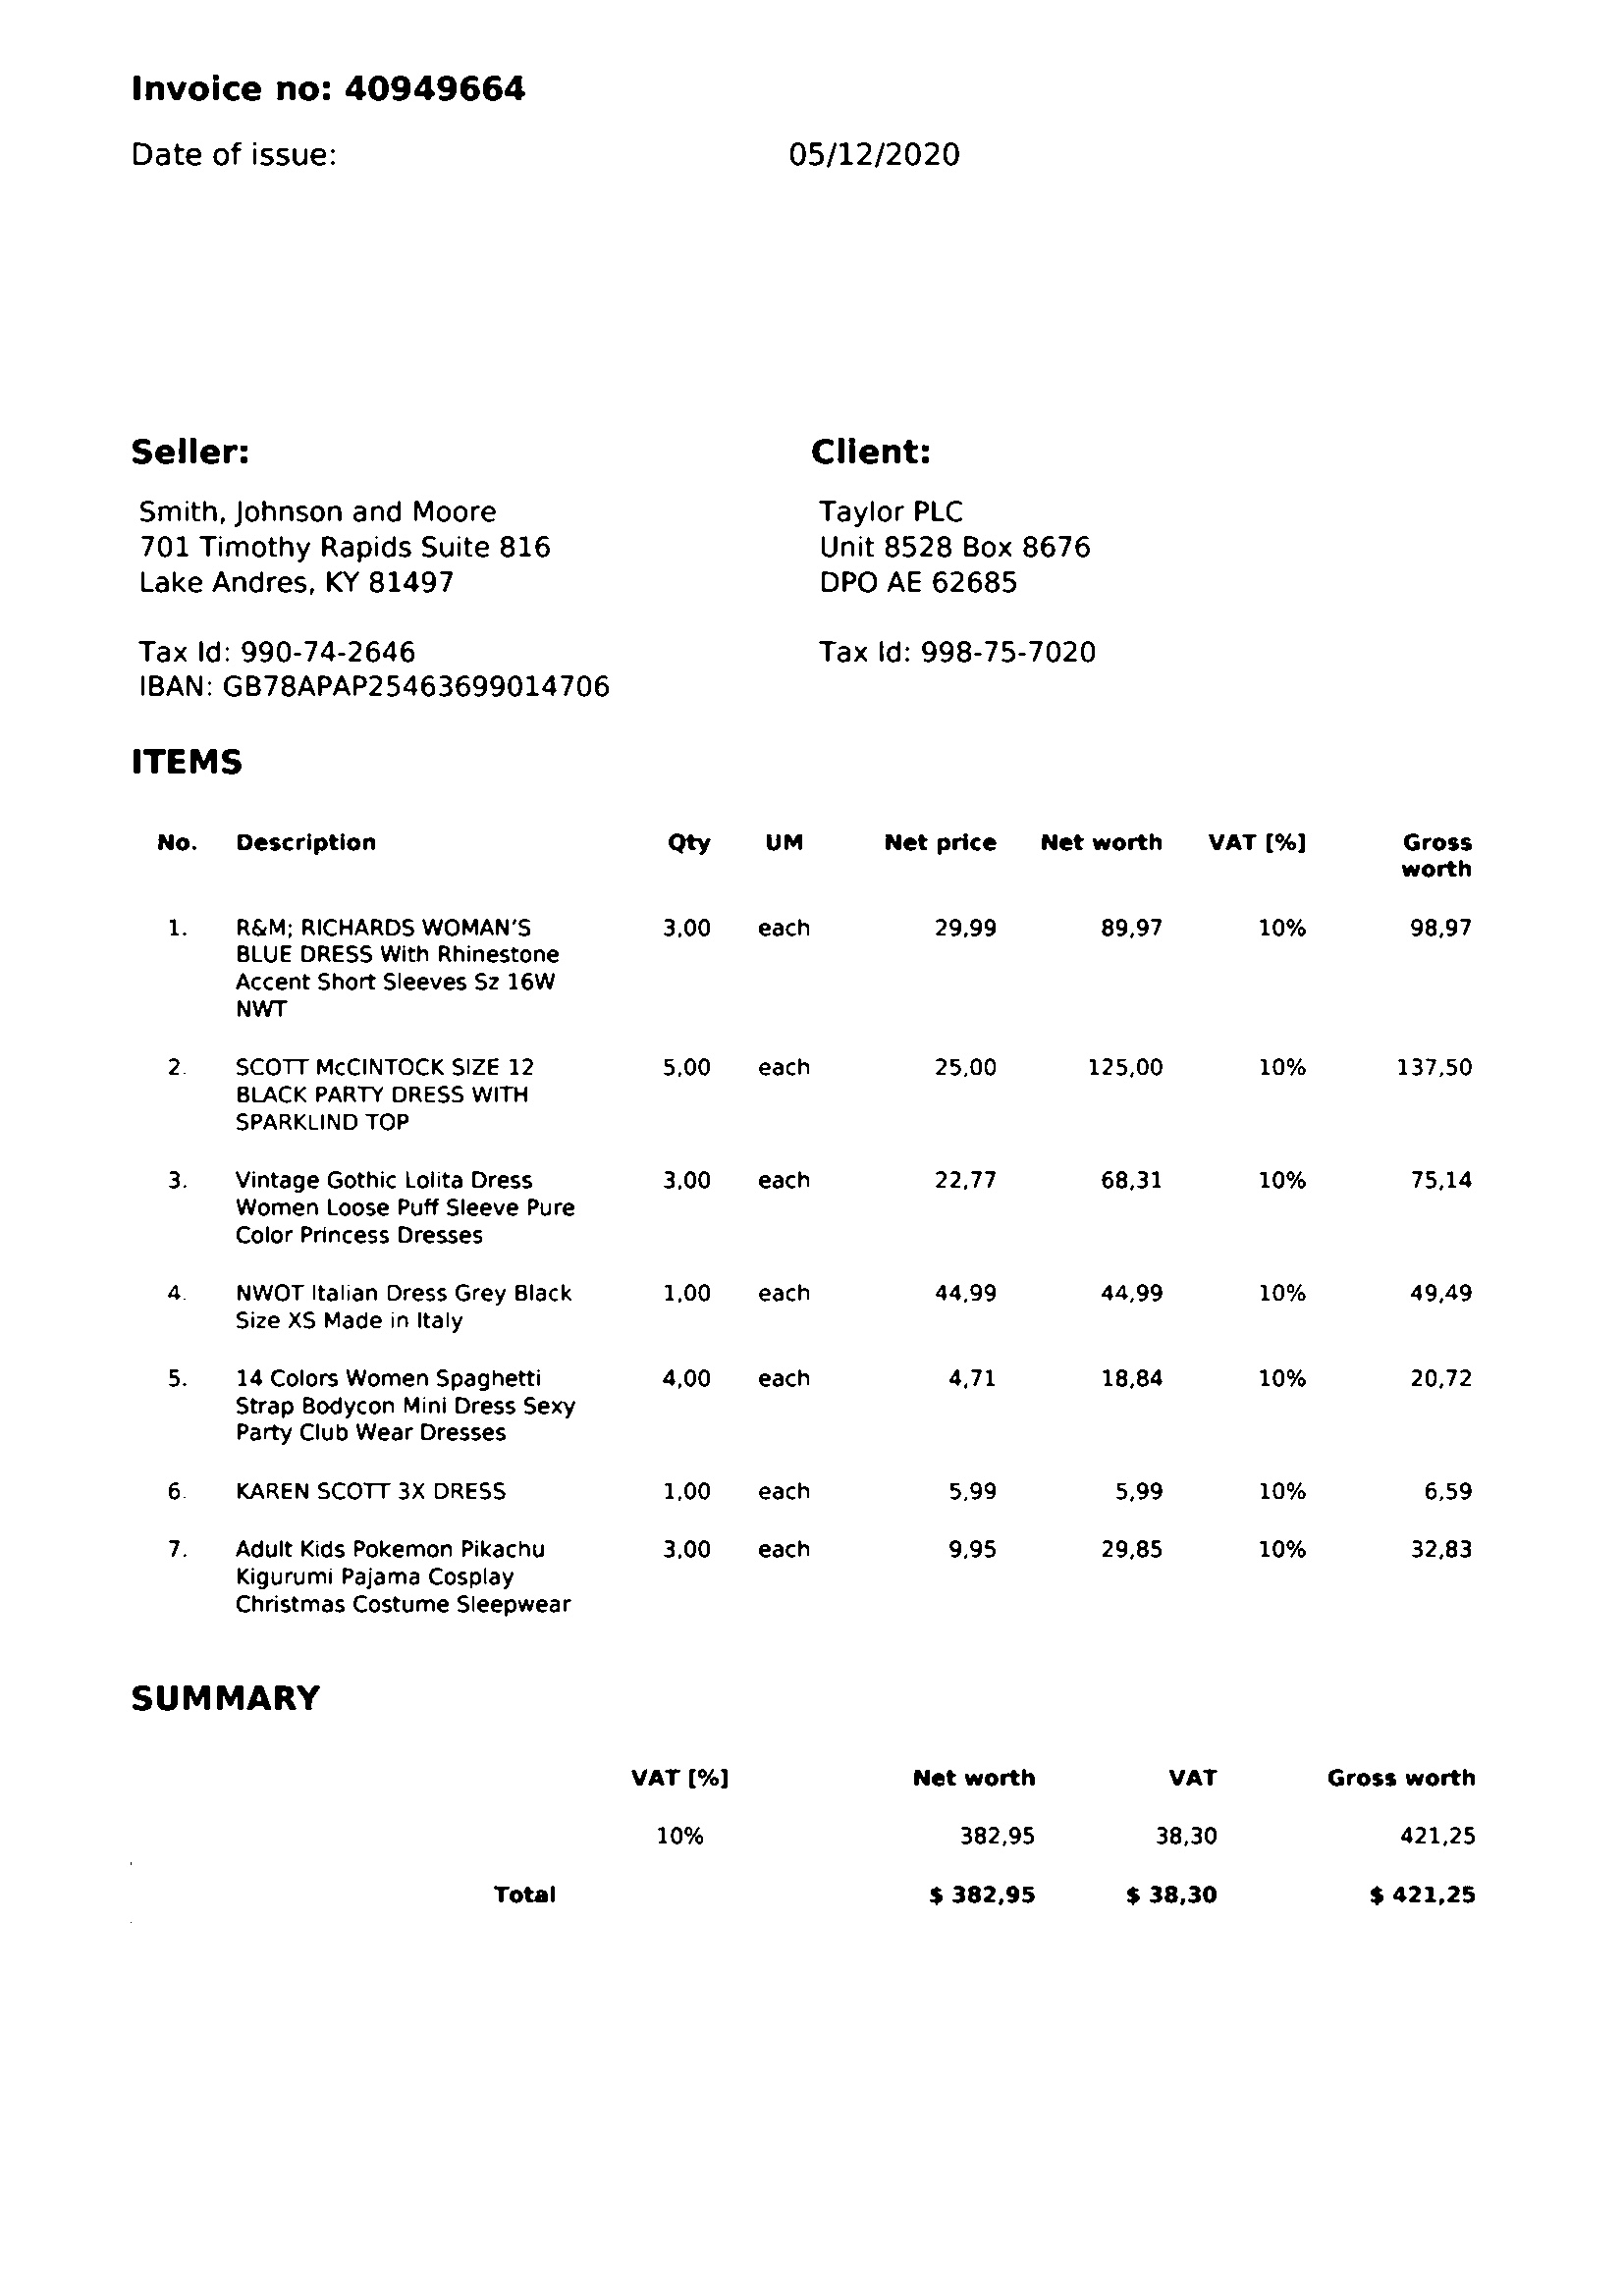 Invoice no: 40949664
Date of issue: 05/12/2020
Seller: Client:
Smith, Johnson and Moore Taylor PLC
701 Timothy Rapids Suite 816 Unit 8528 Box 8676
Lake Andres, KY 81497 DPO AE 62685
Tax Id: 990-74-2646 Tax Id: 998-75-7020
IBAN: GB78APAP25463699014706
ITEMS
No. Description Qty UM Net price Net worth VAT [%] Gross
worth
1. R&M; RICHARDS WOMAN'S 3,00 each 29,99 89,97 10% 98,97
BLUE DRESS With Rhinestone
Accent Short Sleeves Sz 16W
NWT
2. SCOTT McCINTOCK SIZE 12 5,00 each 25,00 125,00 10% 137,50
BLACK PARTY DRESS WITH
SPARKLIND TOP
3. Vintage Gothic Lolita Dress 3,00 each 22,77 68,31 10% 75,14
Women Loose Puff Sleeve Pure
Color Princess Dresses
4. NWOT Italian Dress Grey Black 1,00 each 44,99 44,99 10% 49,49
Size XS Made in Italy
5. 14 Colors Women Spaghetti 4,00 each 4,71 18,84 10% 20,72
Strap Bodycon Mini Dress Sexy
Party Club Wear Dresses
6. KAREN SCOTT 3X DRESS 1,00 each 5,99 5,99 10% 6,59
7. Adult Kids Pokemon Pikachu 3,00 each 9,95 29,85 10% 32,83
Kigurumi Pajama Cosplay
Christmas Costume Sleepwear
SUMMARY
VAT [%] Net worth VAT Gross worth
10% 382,95 38,30 421,25
Total $ 382,95 $ 38,30 $ 421,25